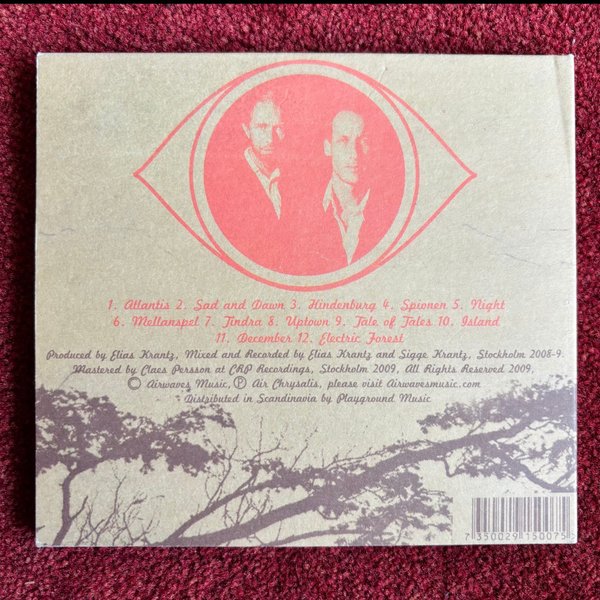 1. Atlantis 2. Sad and Dawn 3. Hindenburg 4. Spionen 5. Night
6. Mellanspel 7. Tindra 8. Uptown 9. Tale of Tales 10. Island
11. December 12. Electric Forest
Produced by Elias Krantz, Mixed and Recorded by Elias Krantz and Sigge Krantz, Stockholm 2008-9.
Mastered by Claes Persson at CRP Recordings, Stockholm 2009, All Rights Reserved 2009,
© Airwaves Music, ℗ Air Chrysalis, please visit Airwavesmusic.com
Distributed in Scandinavia by Playground Music
7 350029 150075